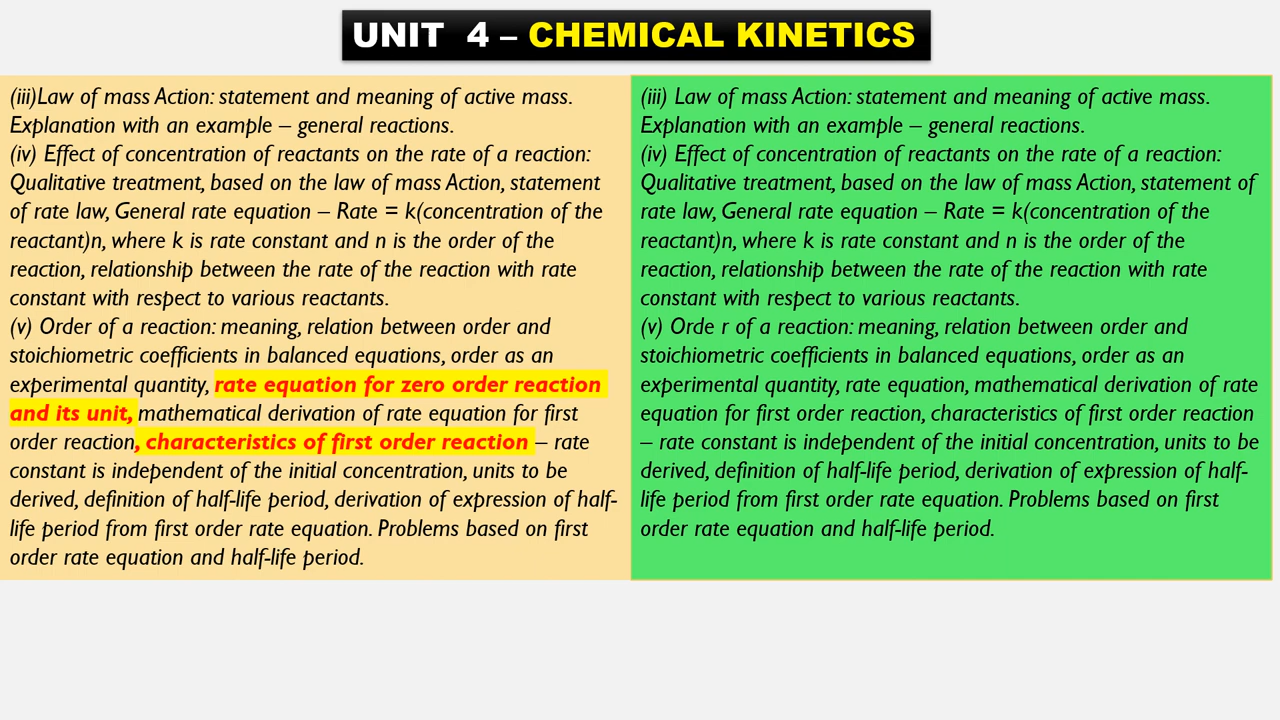 UNIT 4 – CHEMICAL KINETICS
(iii)Law of mass Action: statement and meaning of active mass.
Explanation with an example – general reactions.
(iv) Effect of concentration of reactants on the rate of a reaction:
Qualitative treatment, based on the law of mass Action, statement
of rate law, General rate equation – Rate = k(concentration of the
reactant)n, where k is rate constant and n is the order of the
reaction, relationship between the rate of the reaction with rate
constant with respect to various reactants.
(v) Order of a reaction: meaning, relation between order and
stoichiometric coefficients in balanced equations, order as an
experimental quantity, rate equation for zero order reaction
and its unit, mathematical derivation of rate equation for first
order reaction, characteristics of first order reaction – rate
constant is independent of the initial concentration, units to be
derived, definition of half-life period, derivation of expression of half-
life period from first order rate equation. Problems based on first
order rate equation and half-life period.
(iii) Law of mass Action: statement and meaning of active mass.
Explanation with an example – general reactions.
(iv) Effect of concentration of reactants on the rate of a reaction:
Qualitative treatment, based on the law of mass Action, statement of
rate law, General rate equation – Rate = k(concentration of the
reactant)n, where k is rate constant and n is the order of the
reaction, relationship between the rate of the reaction with rate
constant with respect to various reactants.
(v) Orde r of a reaction: meaning, relation between order and
stoichiometric coefficients in balanced equations, order as an
experimental quantity, rate equation, mathematical derivation of rate
equation for first order reaction, characteristics of first order reaction
– rate constant is independent of the initial concentration, units to be
derived, definition of half-life period, derivation of expression of half-
life period from first order rate equation. Problems based on first
order rate equation and half-life period.